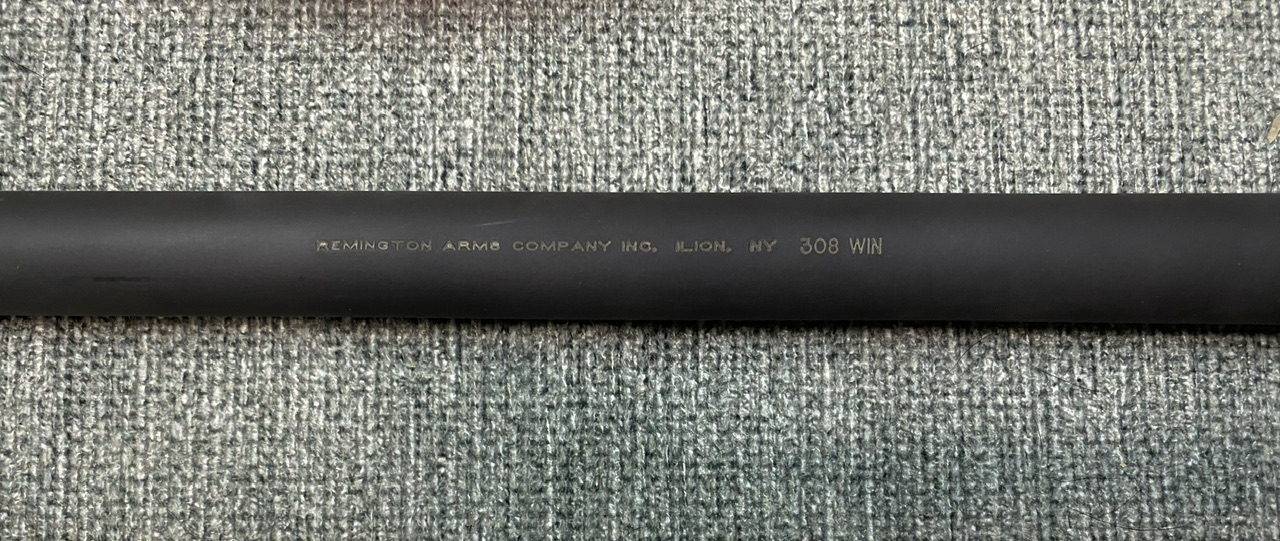 REMINGTON ARMS COMPANY INC. ILION, NY 308 WIN